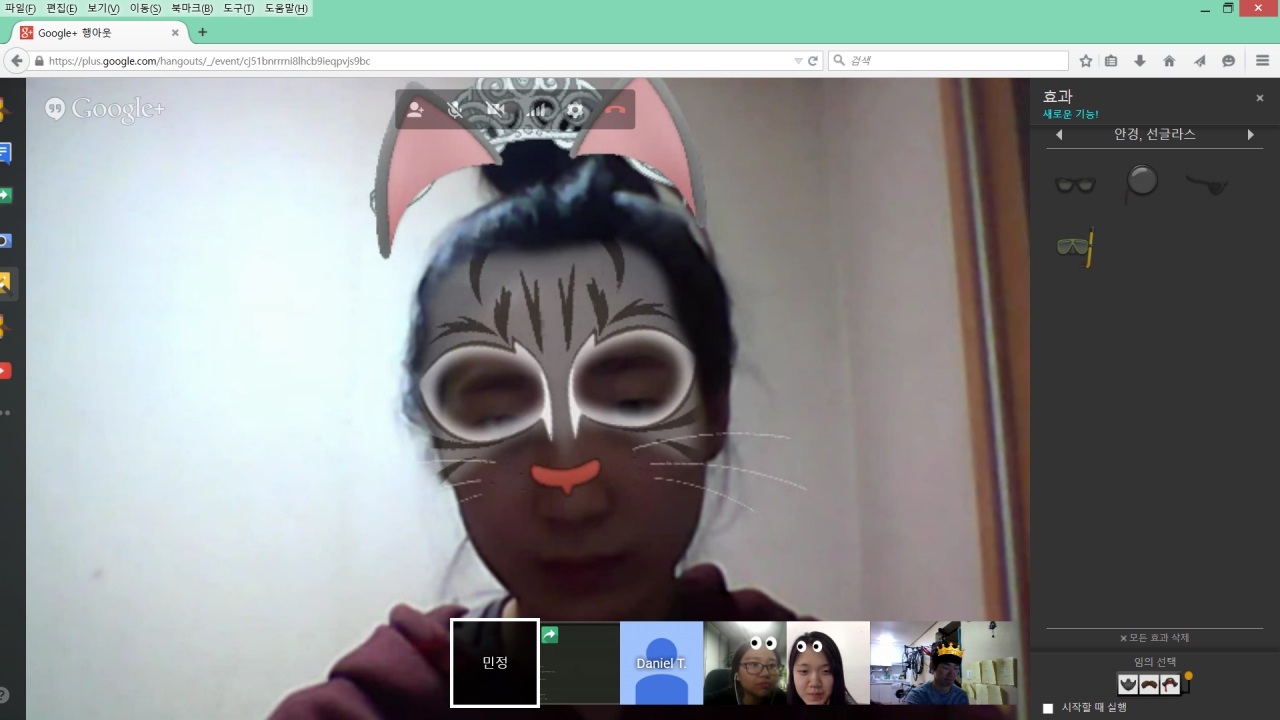 파일(F) 편집(E) 보기(V) 이동(S) 북마크(B) 도구(T) 도움말(H)
Google+ 행아웃
https://plus.google.com/hangouts/_/event/cj51bnrrrni8lhcb9ieqpvjs9bc
검색
Google+
효과
새로운 기능!
안경, 선글라스
민정
Daniel T.
모든 효과 삭제
임의 선택
시작할 때 실행